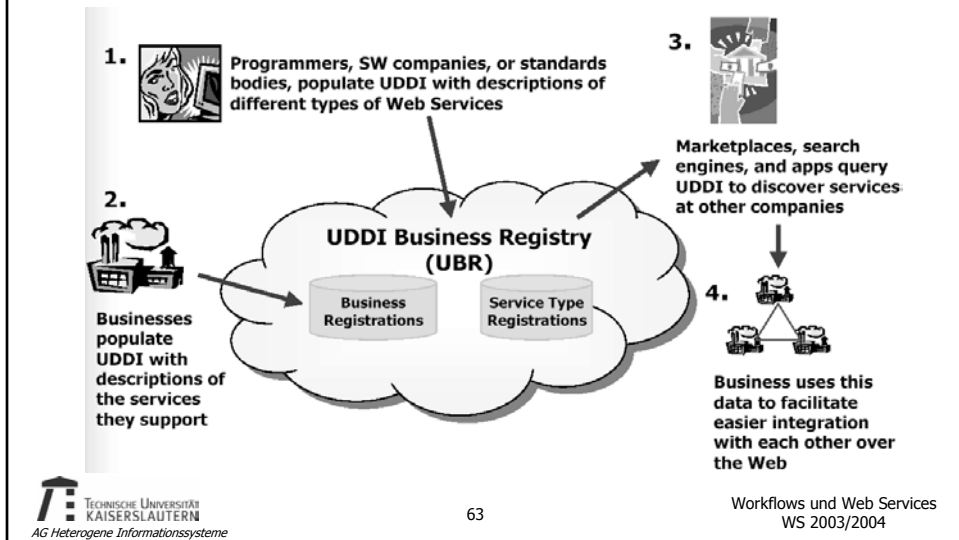 1.
Programmers, SW companies, or standards
bodies, populate UDDI with descriptions of
different types of Web Services
3.
Marketplaces, search
engines, and apps query
UDDI to discover services
at other companies
2.
Businesses
populate
UDDI with
descriptions of
the services
they support
UDDI Business Registry
(UBR)
Business
Registrations
Service Type
Registrations
4.
Business uses this
data to facilitate
easier integration
with each other over
the Web
TECHNISCHE UNIVERSITÄT
KAISERSLAUTERN
AG Heterogene Informationssysteme
63
Workflows und Web Services
WS 2003/2004